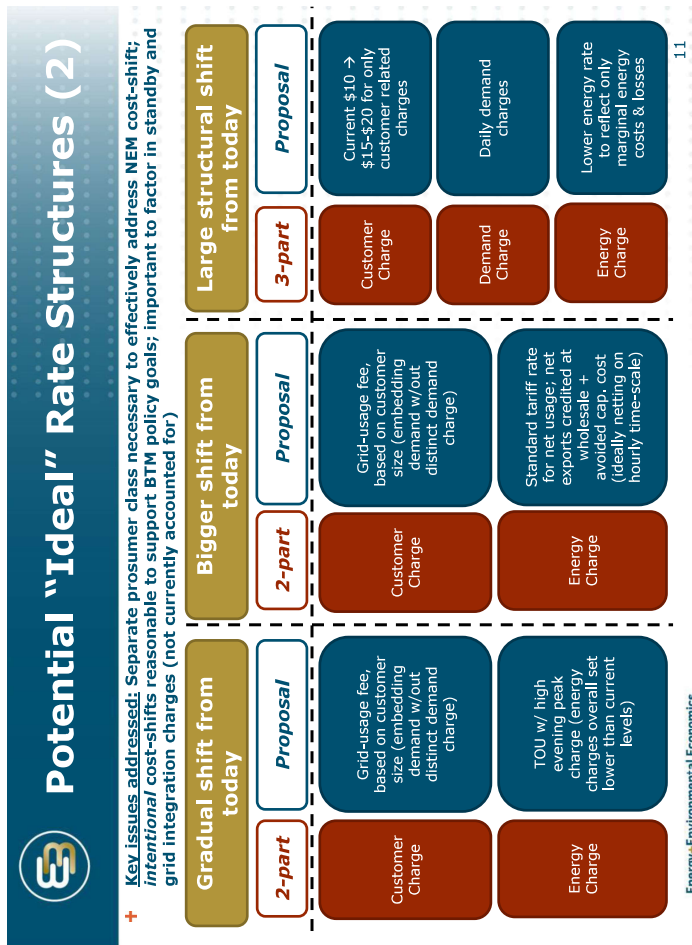 Potential “Ideal” Rate Structures (2)
+ Key issues addressed: Separate prosumer class necessary to effectively address NEM cost-shift;
intentional cost-shifts reasonable to support BTM policy goals; important to factor in standby and
grid integration charges (not currently accounted for)
Gradual shift from
today
2-part
Proposal
Customer
Charge
Grid-usage fee,
based on customer
size (embedding
demand w/out
distinct demand
charge)
Energy
Charge
TOU w/ high
evening peak
charge (energy
charges overall set
lower than current
levels)
Bigger shift from
today
2-part
Proposal
Customer
Charge
Grid-usage fee,
based on customer
size (embedding
demand w/out
distinct demand
charge)
Energy
Charge
Standard tariff rate
for net usage; net
exports credited at
wholesale +
avoided cap. cost
(ideally netting on
hourly time-scale)
Large structural shift
from today
3-part
Proposal
Customer
Charge
Current $10 →
$15-$20 for only
customer related
charges
Demand
Charge
Daily demand
charges
Energy
Charge
Lower energy rate
to reflect only
marginal energy
costs & losses
Energy+Environmental Economics
11